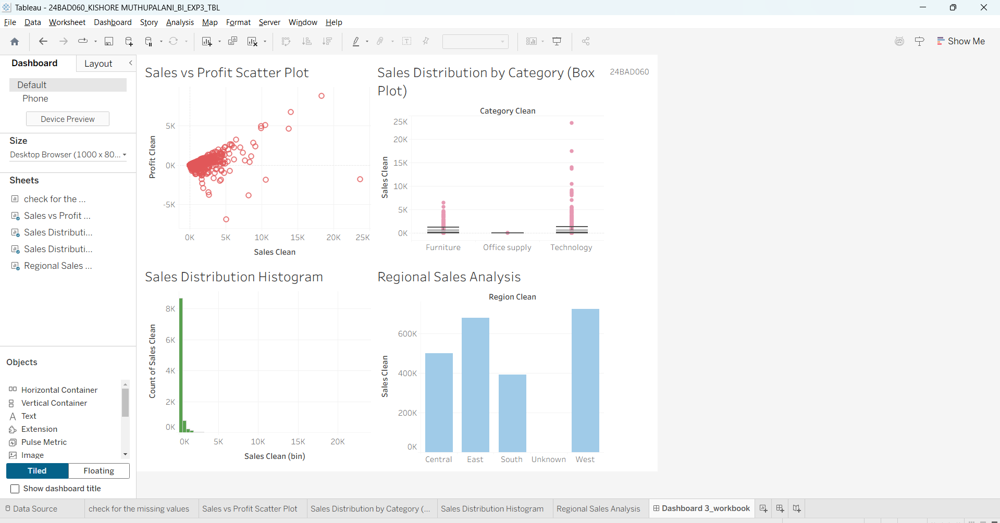 Tableau - 24BAD060_KISHORE MUTHUPALANI_BI_EXP3_TBL
File Data Worksheet Dashboard Story Analysis Map Format Server Window Help
Show Me
Dashboard Layout
Default
Phone
Device Preview
Size
Desktop Browser (1000 x 80...
Sheets
check for the ...
Sales vs Profit ...
Sales Distributi...
Sales Distributi...
Regional Sales ...
Objects
Horizontal Container
Vertical Container
Text
Extension
Pulse Metric
Image
Tiled Floating
Show dashboard title
Sales vs Profit Scatter Plot
Profit Clean
5K
0K
-5K
0K 5K 10K 15K 20K 25K
Sales Clean
Sales Distribution by Category (Box
Plot)
24BAD060
Category Clean
Sales Clean
25K
20K
15K
10K
5K
0K
Furniture Office supply Technology
Sales Distribution Histogram
Count of Sales Clean
8K
6K
4K
2K
0K
0K 5K 10K 15K 20K
Sales Clean (bin)
Regional Sales Analysis
Region Clean
Sales Clean
600K
400K
200K
0K
Central East South Unknown West
Data Source check for the missing values Sales vs Profit Scatter Plot Sales Distribution by Category (... Sales Distribution Histogram Regional Sales Analysis Dashboard 3_workbook